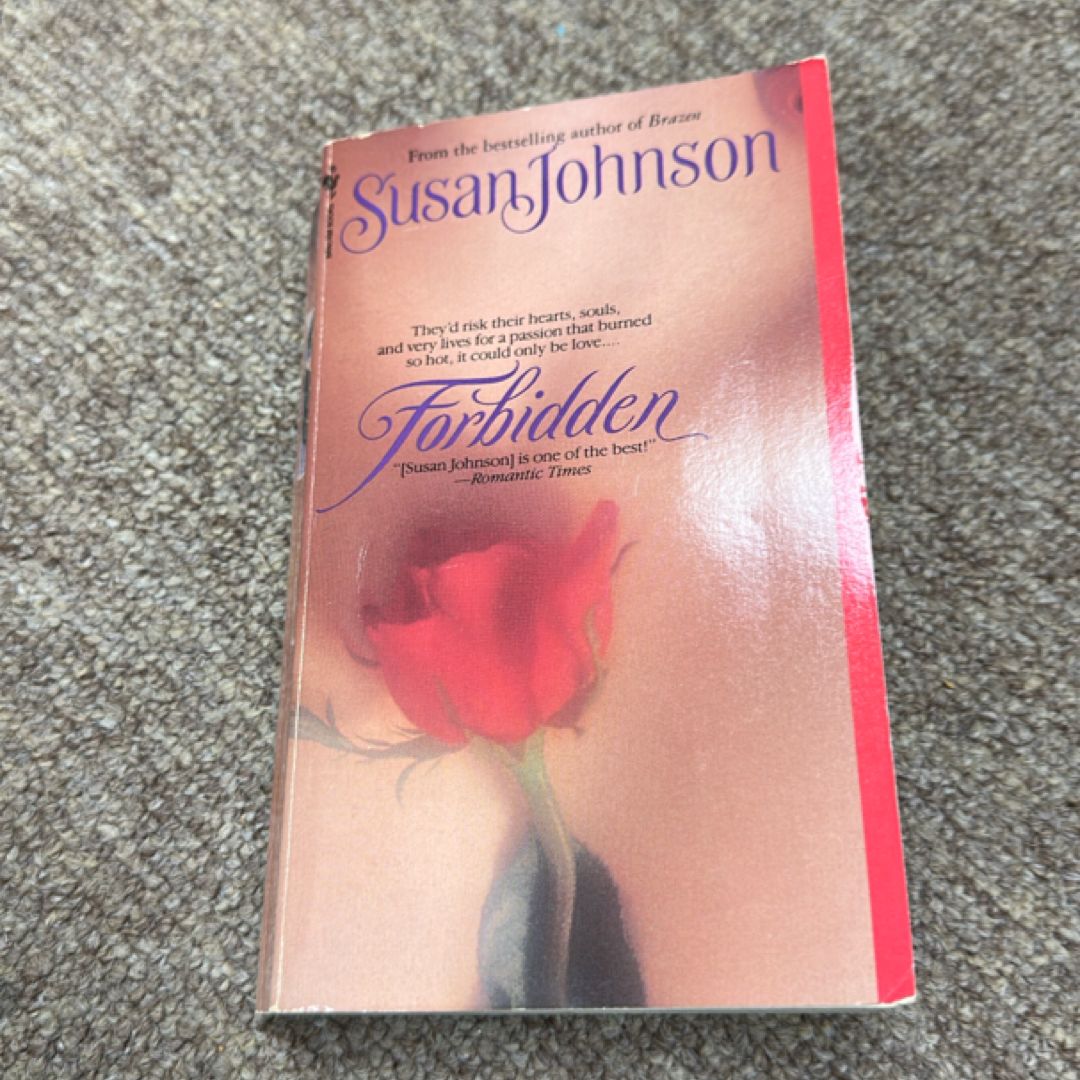 From the bestselling author of Brazen
Susan Johnson
They'd risk their hearts, souls,
and very lives for a passion that burned
so hot, it could only be love....
Forbidden
"[Susan Johnson] is one of the best!"
—Romantic Times